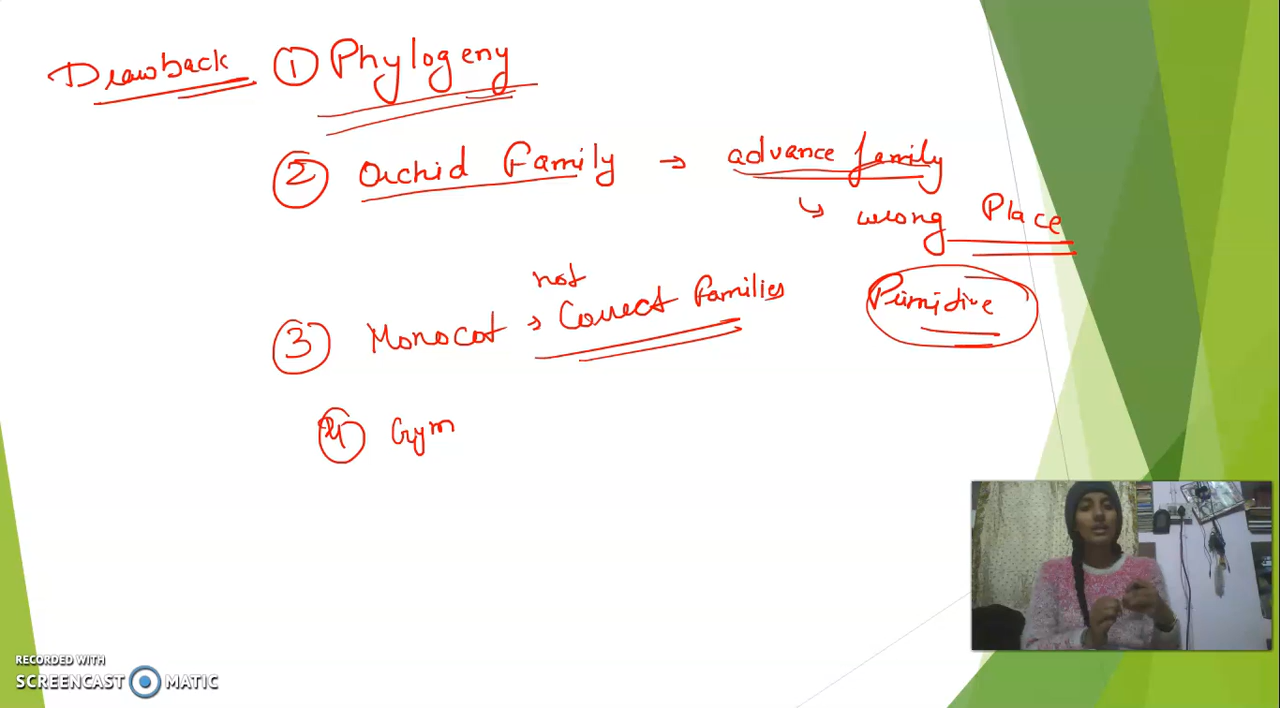 Drawback ① Phylogeny
② Orchid Family → advance family
↳ wrong Place
Primitive
③ Monocot → not Correct Families
④ Gym
RECORDED WITH
SCREENCAST MATIC